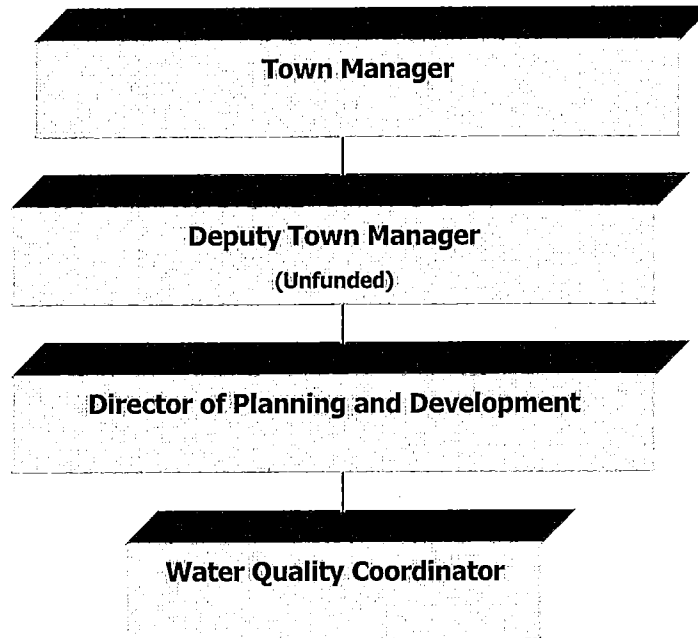 Town Manager
Deputy Town Manager
(Unfunded)
Director of Planning and Development
Water Quality Coordinator